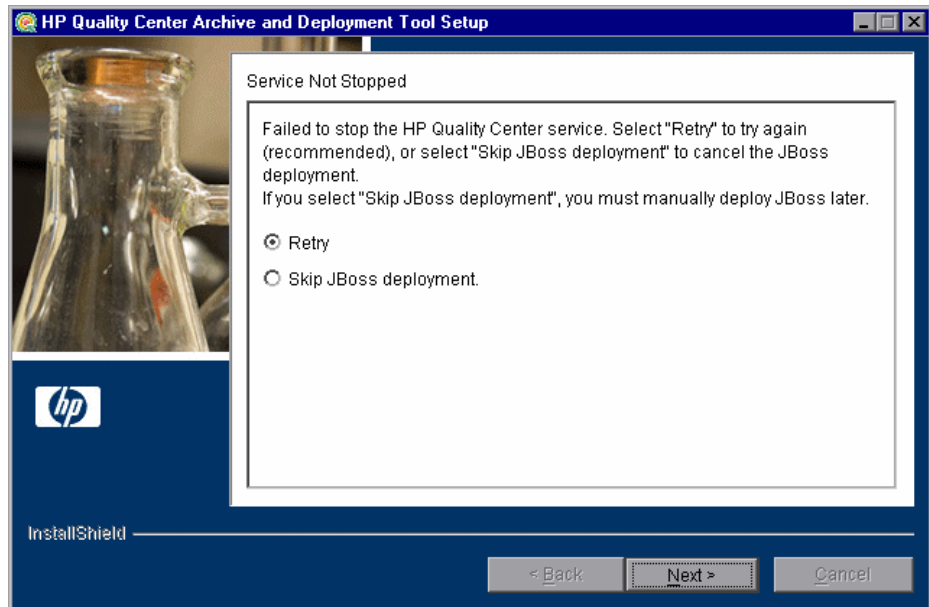 HP Quality Center Archive and Deployment Tool Setup
Service Not Stopped
Failed to stop the HP Quality Center service. Select "Retry" to try again
(recommended), or select "Skip JBoss deployment" to cancel the JBoss
deployment.
If you select "Skip JBoss deployment", you must manually deploy JBoss later.
Retry
Skip JBoss deployment.
hp
InstallShield
< Back
Next >
Cancel